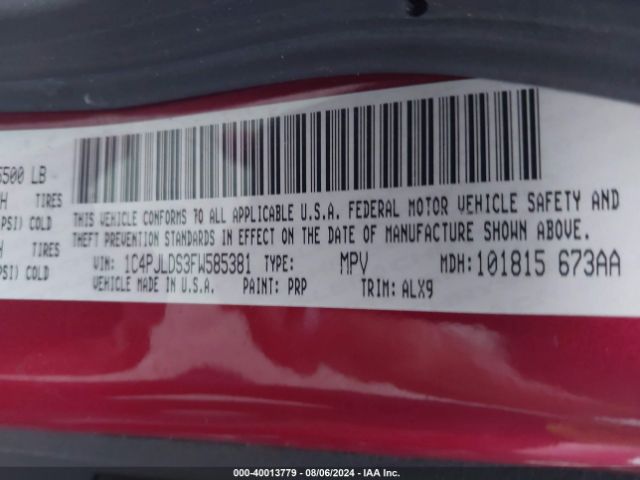 5500 LB
H TIRES
PSI) COLD
H TIRES
PSI) COLD
THIS VEHICLE CONFORMS TO ALL APPLICABLE U.S.A. FEDERAL MOTOR VEHICLE SAFETY AND
THEFT PREVENTION STANDARDS IN EFFECT ON THE DATE OF MANUFACTURE SHOWN ABOVE.
VIN: 1C4PJLDS3FW585381 TYPE: MPV MDH:101815 673AA
VEHICLE MADE IN U.S.A. PAINT: PRP TRIM: ALX9
000-40013779 - 08/06/2024 - IAA Inc.